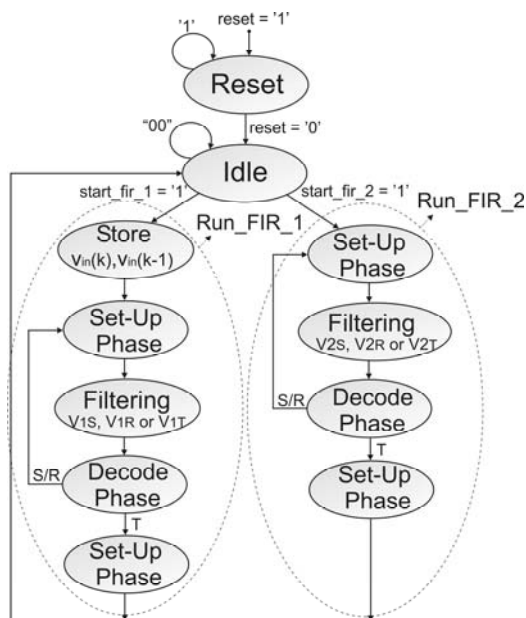 reset = '1'
'1'
Reset
reset = '0'
"00"
Idle
start_fir_1 = '1'
start_fir_2 = '1'
Run_FIR_1
Run_FIR_2
Store
vin(k),vin(k-1)
Set-Up
Phase
Filtering
V1S, V1R or V1T
S/R
Decode
Phase
T
Set-Up
Phase
Set-Up
Phase
Filtering
V2S, V2R or V2T
Decode
Phase
S/R
T
Set-Up
Phase